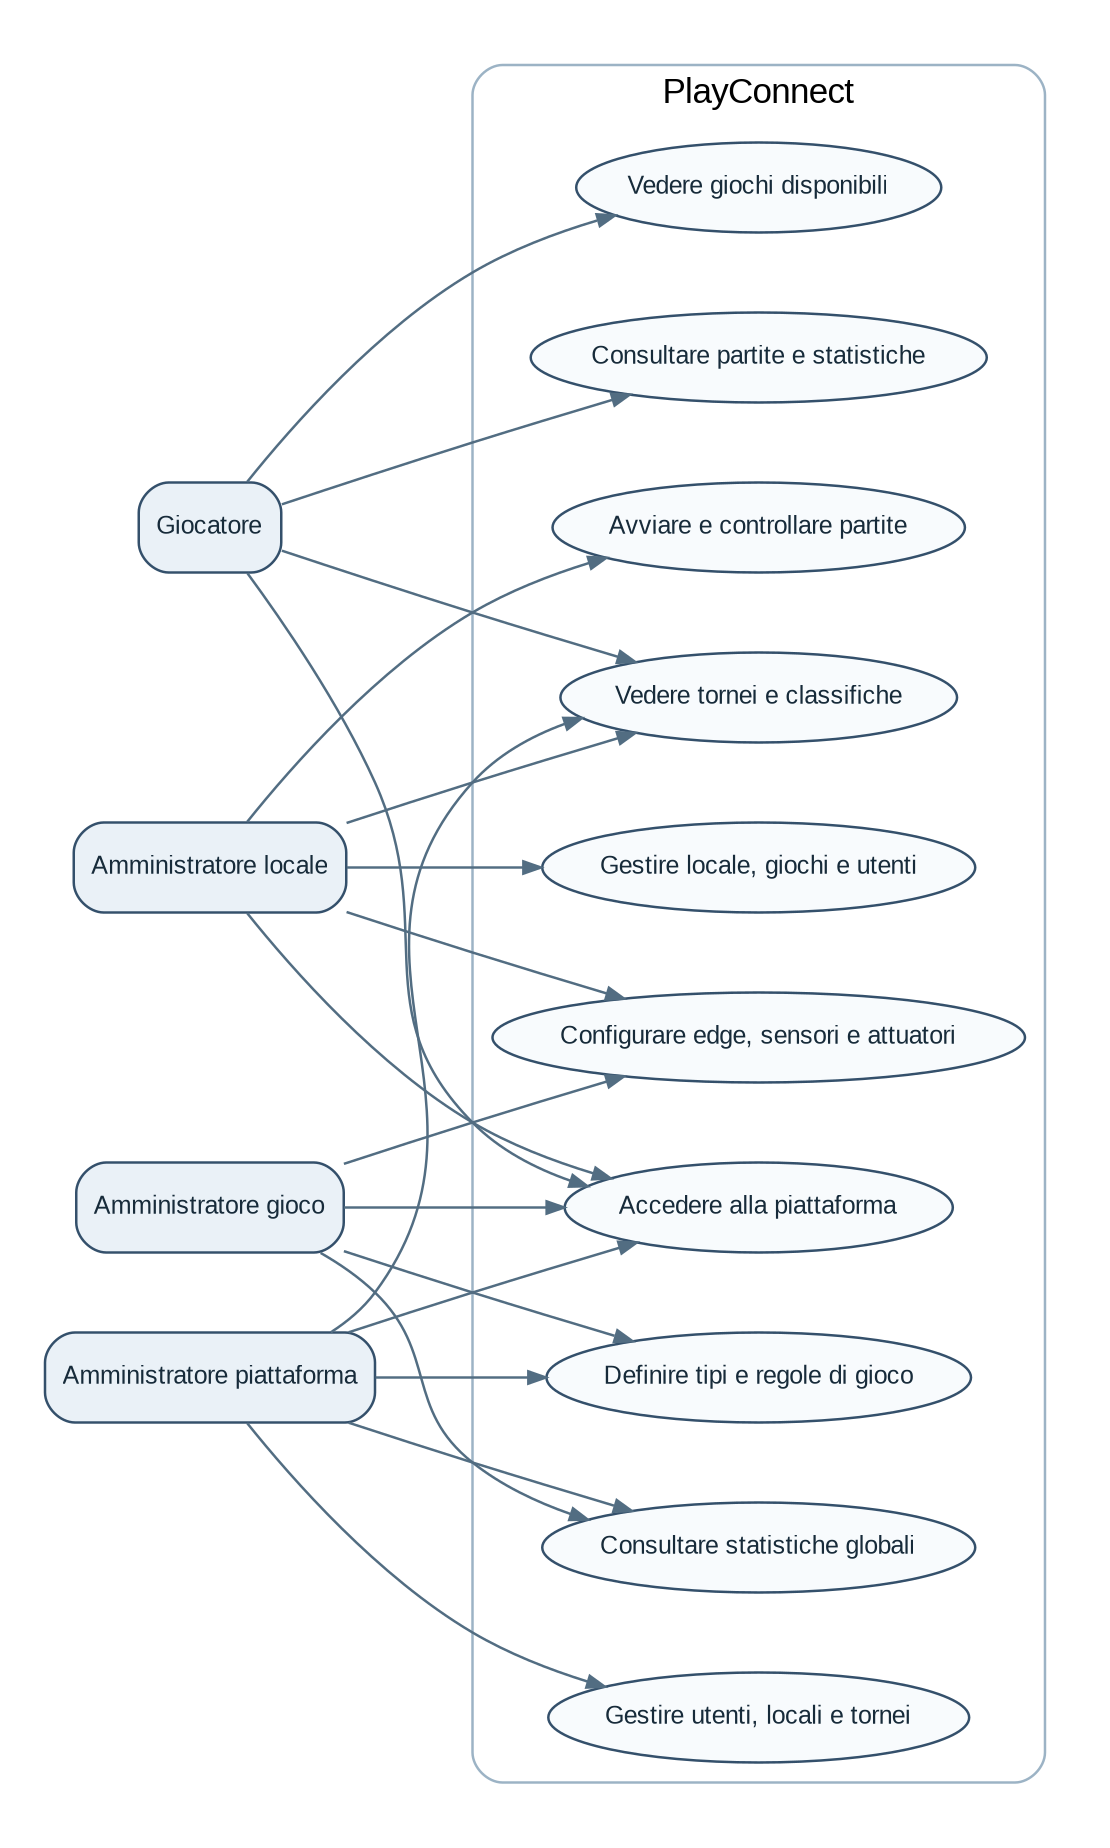 PlayConnect
Vedere giochi disponibili
Consultare partite e statistiche
Giocatore
Avviare e controllare partite
Vedere tornei e classifiche
Amministratore locale
Gestire locale, giochi e utenti
Configurare edge, sensori e attuatori
Amministratore gioco
Accedere alla piattaforma
Amministratore piattaforma
Definire tipi e regole di gioco
Consultare statistiche globali
Gestire utenti, locali e tornei